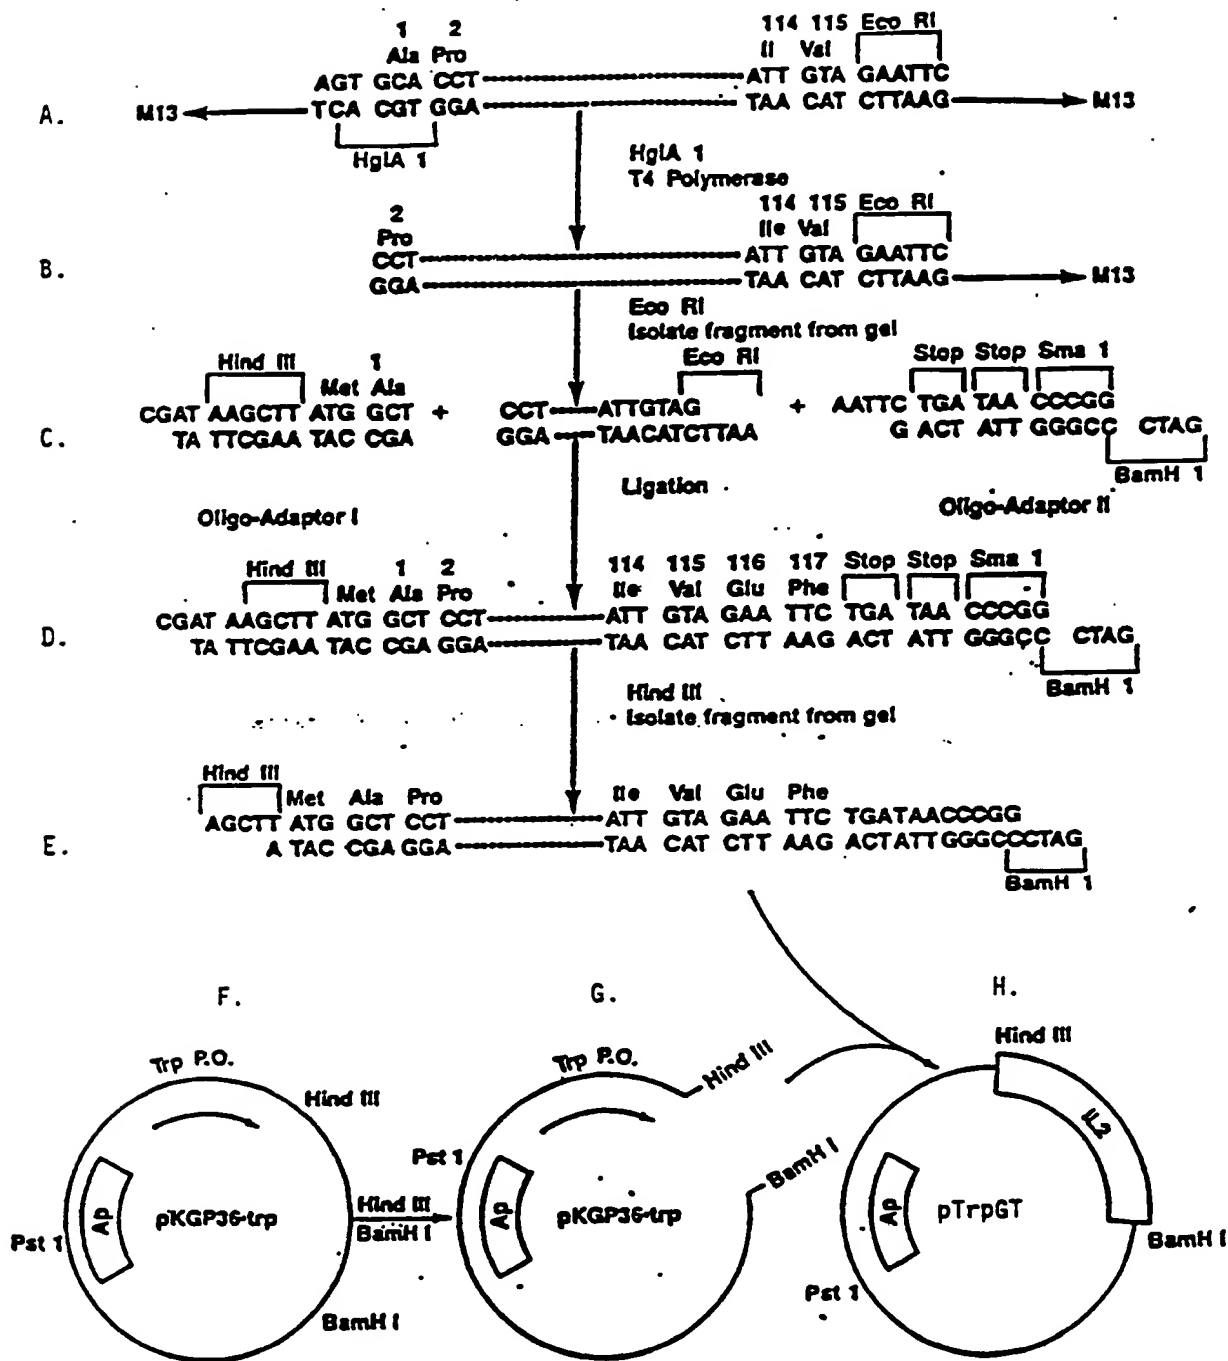 1 2 114 115 Eco RI
Ala Pro Il Val
AGT GCA CCT ATT GTA GAATTC
A. M13 TCA CGT GGA TAA CAT CTTAAG M13
HgIA 1
HgIA 1
T4 Polymerase
114 115 Eco RI
2
Pro Ile Val
CCT ATT GTA GAATTC
B. GGA TAA CAT CTTAAG M13
Eco RI
Isolate fragment from gel
Hind III 1 Eco RI Stop Stop Sma 1
Met Ala
CGAT AAGCTT ATG GCT + CCT ATTGTAG + AATTC TGA TAA CCCGG
C. TA TTCGAA TAC CGA GGA TAACATCTTAA G ACT ATT GGGCC CTAG
BamH 1
Ligation
Oligo-Adaptor I Oligo-Adaptor II
Hind III 1 2 114 115 116 117 Stop Stop Sma 1
Met Ala Pro Ile Val Glu Phe
CGAT AAGCTT ATG GCT CCT ATT GTA GAA TTC TGA TAA CCCGG
D. TA TTCGAA TAC CGA GGA TAA CAT CTT AAG ACT ATT GGGCC CTAG
BamH 1
Hind III
Isolate fragment from gel
Hind III Met Ala Pro Ile Val Glu Phe
AGCTT ATG GCT CCT ATT GTA GAA TTC TGATAACCCGG
E. A TAC CGA GGA TAA CAT CTT AAG ACTATTGGGCCCTAG
BamH 1
F. G. H.
Trp P.O. Hind III
Pst 1 Ap pKGP36-trp
BamH I
Hind III
BamH I
Trp P.O. Hind III
Pst 1 Ap pKGP36-trp
BamH I
Hind III
IL2
Ap pTrpGT
Pst 1 BamH I